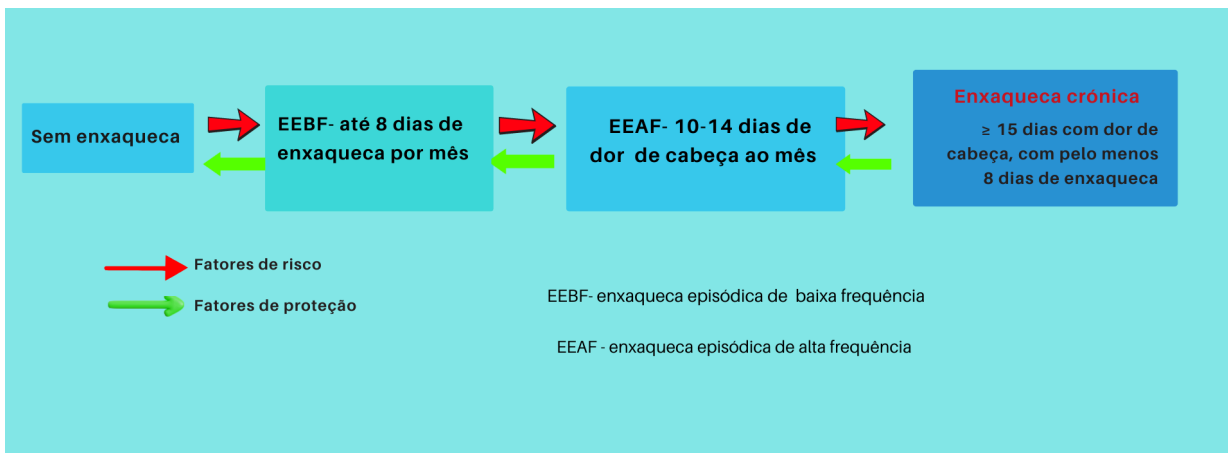 Sem enxaqueca
EEBF- até 8 dias de
enxaqueca por mês
EEAF- 10-14 dias de
dor de cabeça ao mês
Enxaqueca crónica
≥ 15 dias com dor de
cabeça, com pelo menos
8 dias de enxaqueca
Fatores de risco
Fatores de proteção
EEBF- enxaqueca episódica de baixa frequência
EEAF - enxaqueca episódica de alta frequência